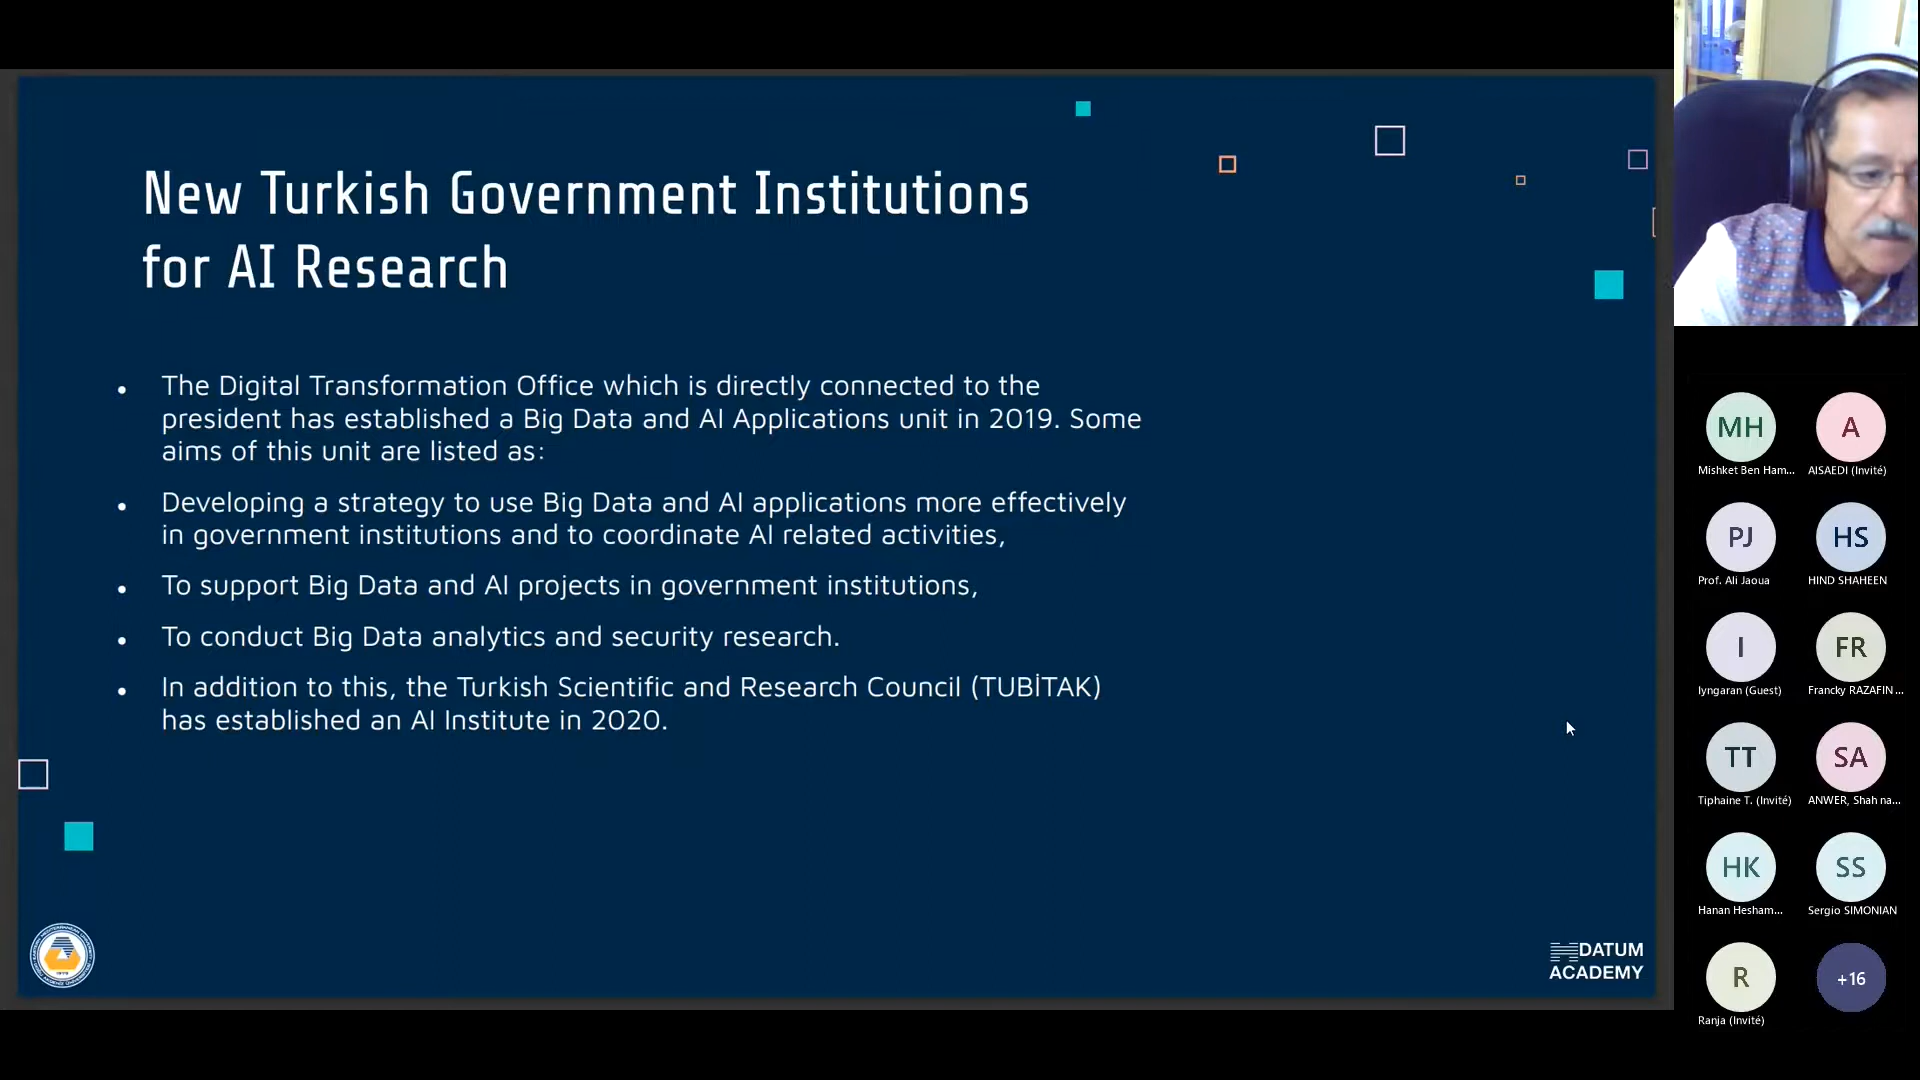 New Turkish Government Institutions
for AI Research
• The Digital Transformation Office which is directly connected to the
president has established a Big Data and AI Applications unit in 2019. Some
aims of this unit are listed as:
• Developing a strategy to use Big Data and AI applications more effectively
in government institutions and to coordinate AI related activities,
• To support Big Data and AI projects in government institutions,
• To conduct Big Data analytics and security research.
• In addition to this, the Turkish Scientific and Research Council (TUBİTAK)
has established an AI Institute in 2020.
DATUM
ACADEMY
MH
Mishket Ben Ham...
A
AISAEDI (Invité)
PJ
Prof. Ali Jaoua
HS
HIND SHAHEEN
I
Iyngaran (Guest)
FR
Francky RAZAFIN...
TT
Tiphaine T. (Invité)
SA
ANWER, Shah na...
HK
Hanan Hesham...
SS
Sergio SIMONIAN
R
Ranja (Invité)
+16